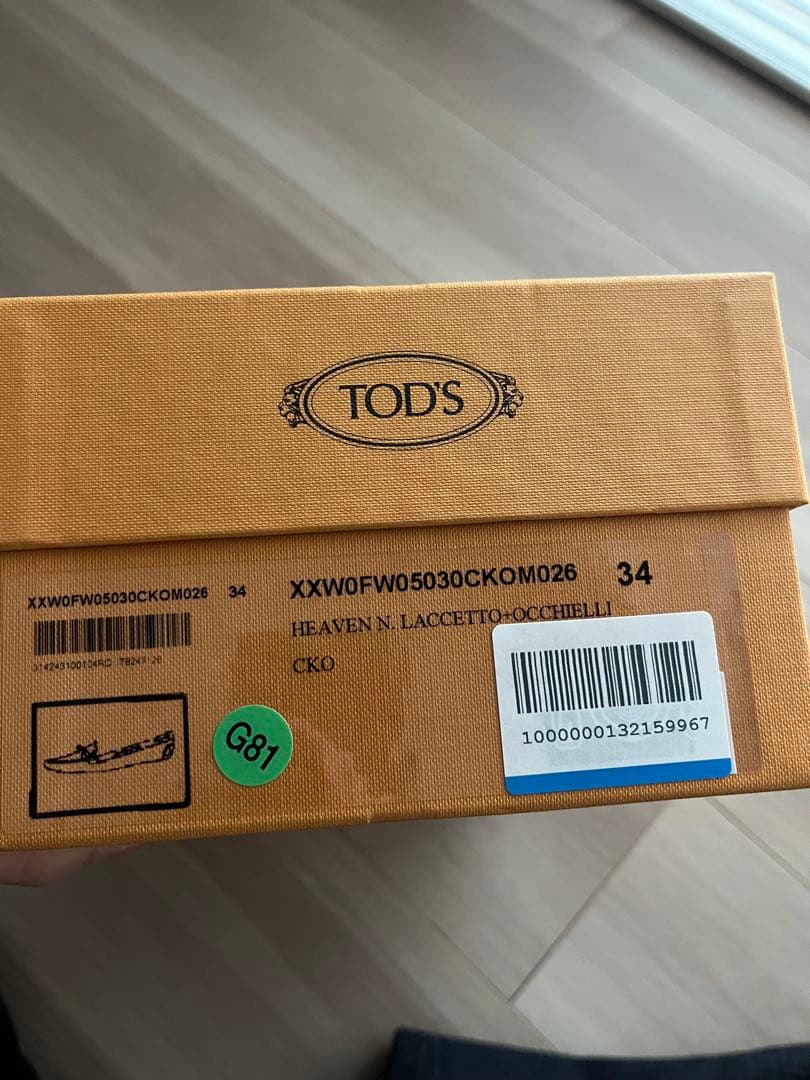 TOD'S
XXW0FW05030CKOM026 34
XXW0FW05030CKOM026 34
HEAVEN N. LACCETTO+OCCHIELLI
CKO
G81
1000000132159967